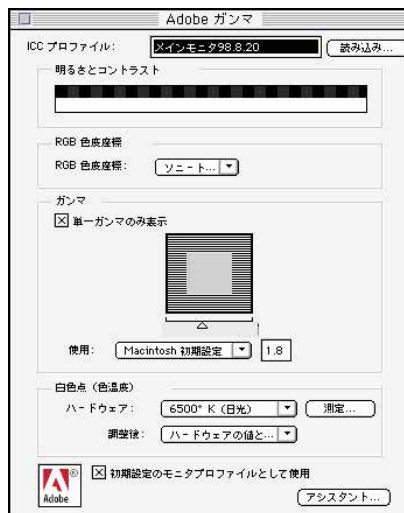 Adobe ガンマ
ICC プロファイル: メインモニタ98.8.20 読み込み...
明るさとコントラスト
RGB 色度座標
RGB 色度座標: ソニート...
ガンマ
単一ガンマのみ表示
使用: Macintosh 初期設定 1.8
白色点（色温度）
ハードウェア: 6500° K（日光） 測定...
調整後: ハードウェアの値と...
初期設定のモニタプロファイルとして使用
Adobe
アシスタント...